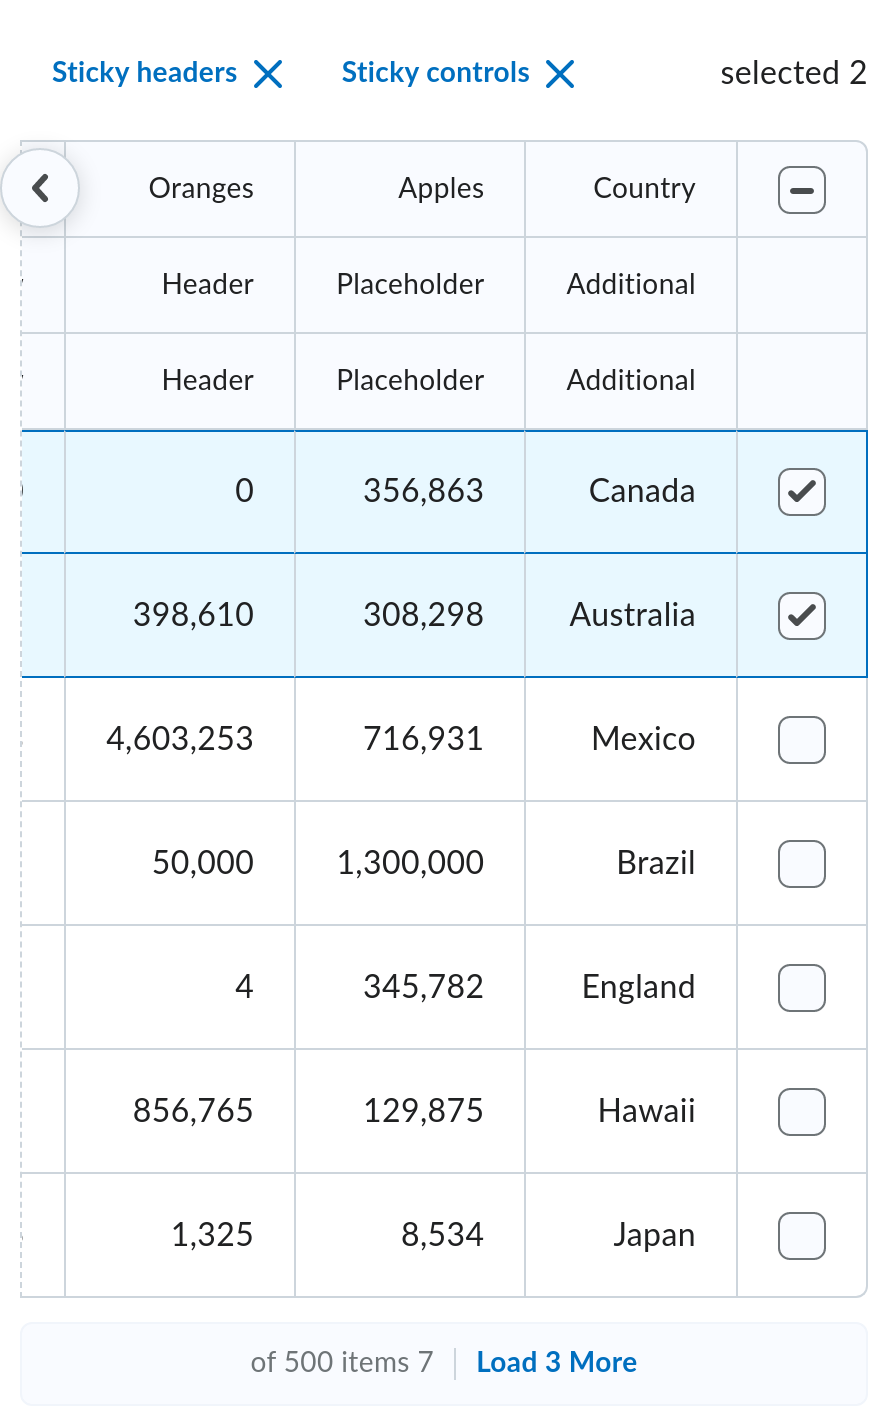 Sticky headers Sticky controls selected 2
Oranges Apples Country
Header Placeholder Additional
Header Placeholder Additional
0 356,863 Canada
398,610 308,298 Australia
4,603,253 716,931 Mexico
50,000 1,300,000 Brazil
4 345,782 England
856,765 129,875 Hawaii
1,325 8,534 Japan
of 500 items 7 Load 3 More